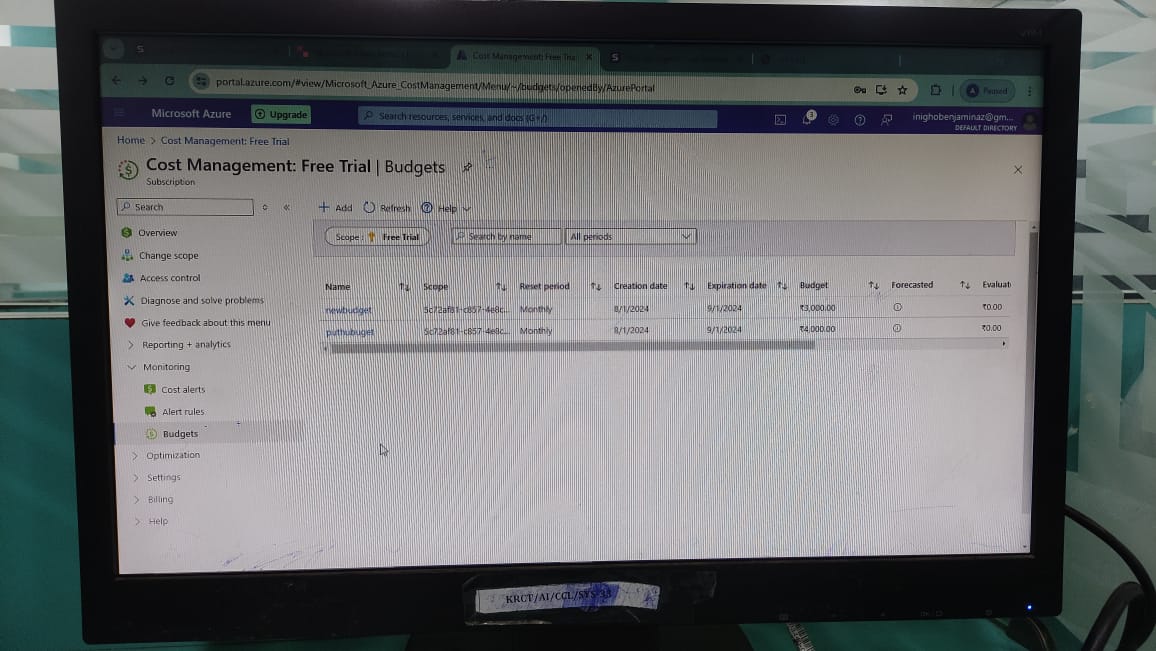 Cost Management: Free Trial
portal.azure.com/#view/Microsoft_Azure_CostManagement/Menu/~/budgets/openedBy/AzurePortal
A Paused
Microsoft Azure
Upgrade
Search resources, services, and docs (G+/)
1
inighobenjaminaz@gm...
DEFAULT DIRECTORY
Home > Cost Management: Free Trial
Cost Management: Free Trial | Budgets
Subscription
Search
Add Refresh Help
Overview
Change scope
Access control
Diagnose and solve problems
Give feedback about this menu
Reporting + analytics
Monitoring
Cost alerts
Alert rules
Budgets
Optimization
Settings
Billing
Help
Scope : Free Trial
Search by name
All periods
Name Scope Reset period Creation date Expiration date Budget Forecasted Evaluat
newbudget 5c72af81-c857-4e8c... Monthly 8/1/2024 9/1/2024 ₹3,000.00 ₹0.00
puthubuget 5c72af81-c857-4e8c... Monthly 8/1/2024 9/1/2024 ₹4,000.00 ₹0.00
KRCT/AI/CCL/SYS-33